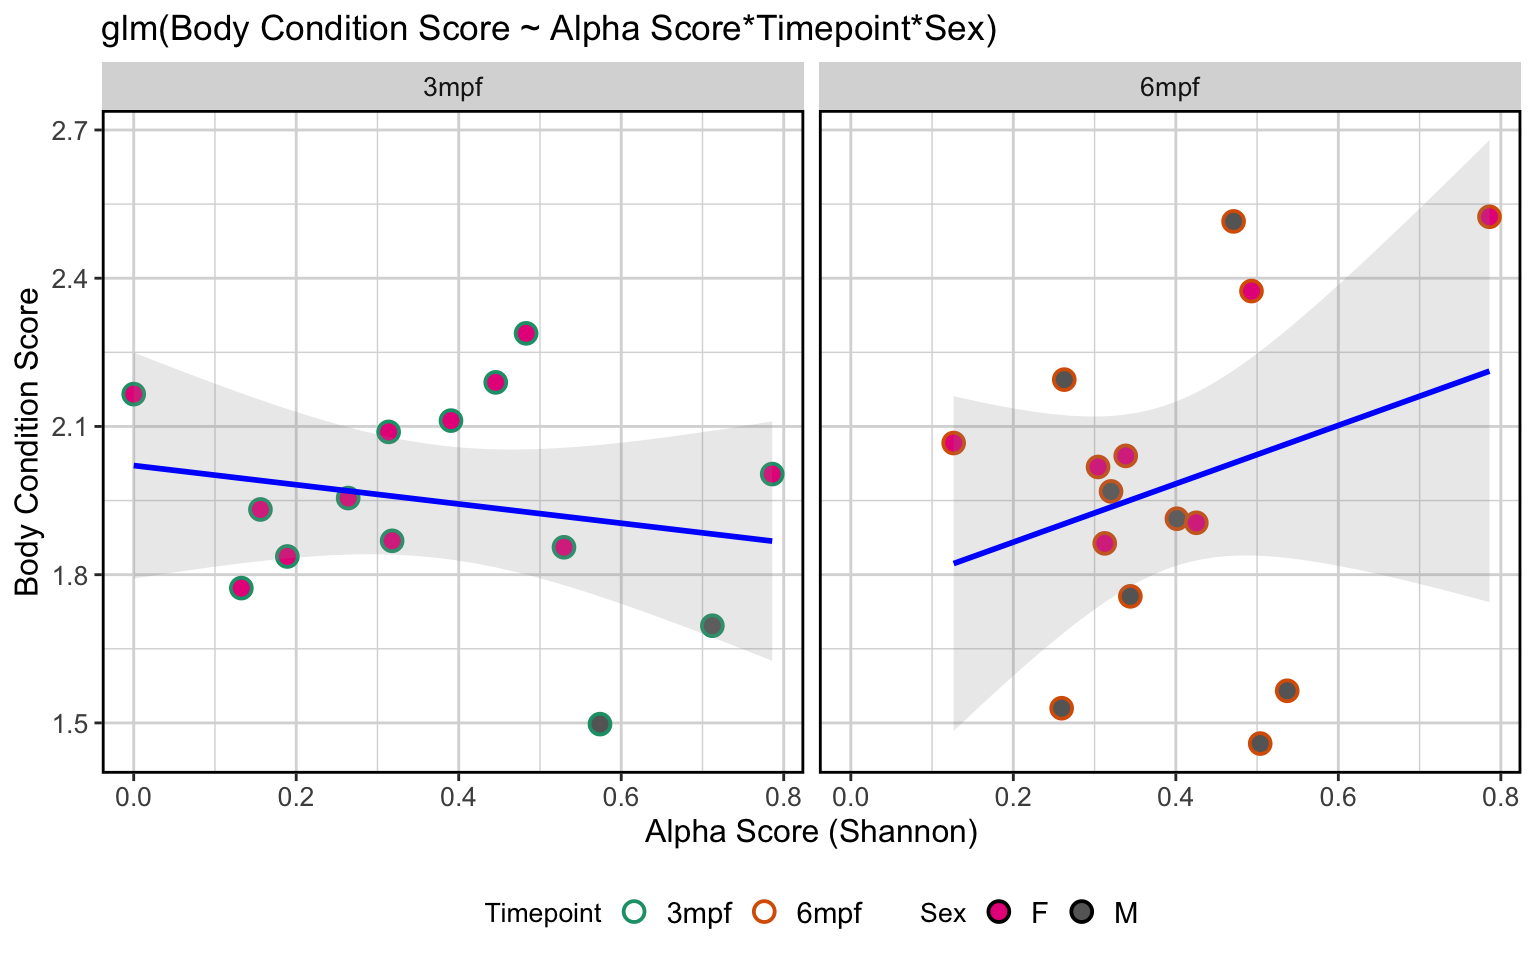 glm(Body Condition Score ~ Alpha Score*Timepoint*Sex)
3mpf 6mpf
Body Condition Score
2.7
2.4
2.1
1.8
1.5
0.0 0.2 0.4 0.6 0.8 0.0 0.2 0.4 0.6 0.8
Alpha Score (Shannon)
Timepoint 3mpf 6mpf Sex F M